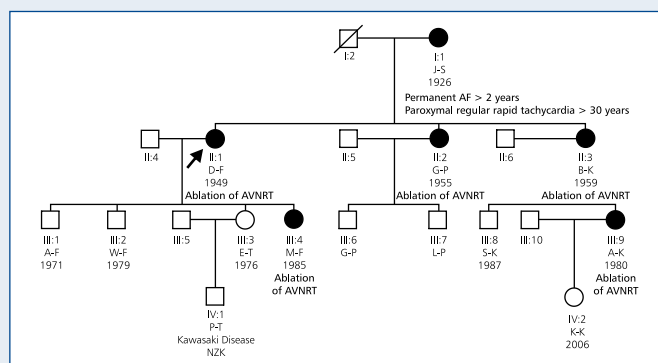 I:2
I:1
J-S
1926
Permanent AF > 2 years
Paroxymal regular rapid tachycardia > 30 years
II:4
II:1
D-F
1949
II:5
II:2
G-P
1955
II:6
II:3
B-K
1959
Ablation of AVNRT
Ablation of AVNRT
Ablation of AVNRT
III:1
A-F
1971
III:2
W-F
1979
III:5
III:3
E-T
1976
III:4
M-F
1985
Ablation
of AVNRT
III:6
G-P
III:7
L-P
III:8
S-K
1987
III:10
III:9
A-K
1980
Ablation
of AVNRT
IV:1
P-T
Kawasaki Disease
NZK
IV:2
K-K
2006